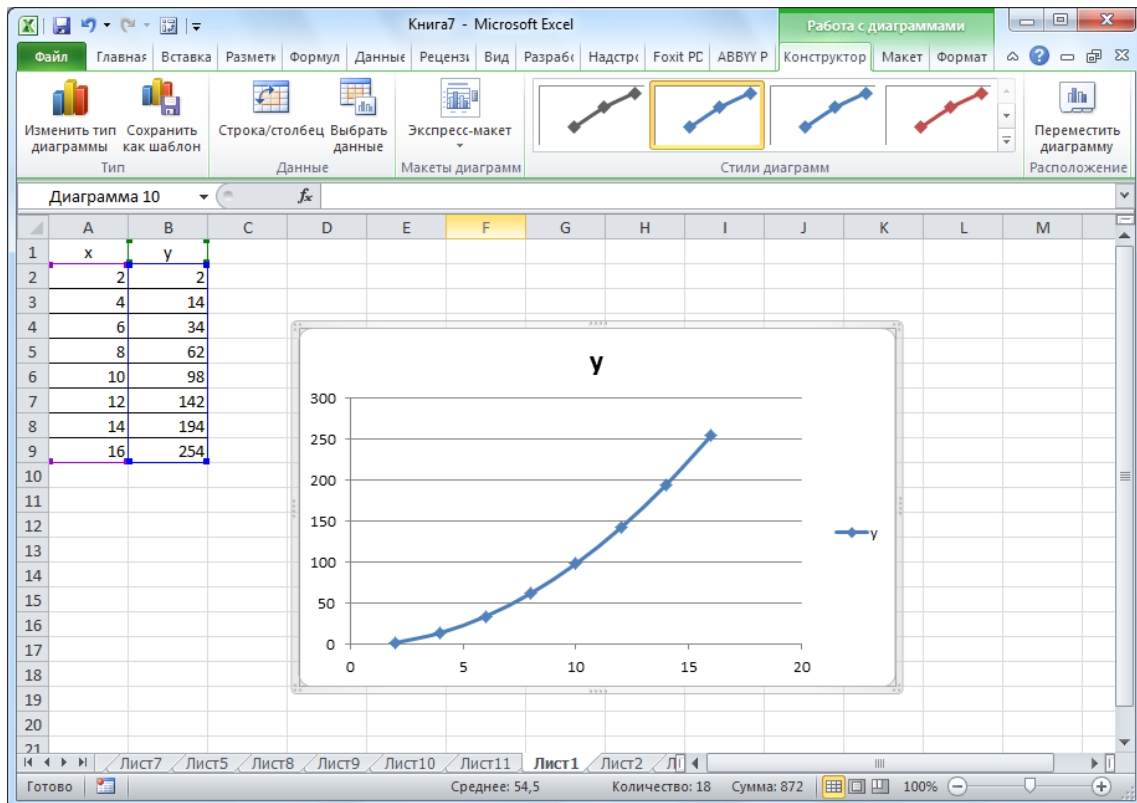 Книга7 - Microsoft Excel
Работа с диаграммами
Файл Главная Вставка Разметк Формул Данные Рецензи Вид Разрабо Надстро Foxit PD ABBYY P Конструктор Макет Формат
Изменить тип диаграммы Сохранить как шаблон Строка/столбец Выбрать данные Экспресс-макет Переместить диаграмму
Тип Данные Макеты диаграмм Стили диаграмм Расположение
Диаграмма 10 fx
A B C D E F G H I J K L M
1 x y
2 2 2
3 4 14
4 6 34
5 8 62
6 10 98
7 12 142
8 14 194
9 16 254
10
11
12
13
14
15
16
17
18
19
20
21
y
300
250
200
150
100
50
0
0 5 10 15 20
y
Лист7 Лист5 Лист8 Лист9 Лист10 Лист11 Лист1 Лист2
Готово Среднее: 54,5 Количество: 18 Сумма: 872 100%